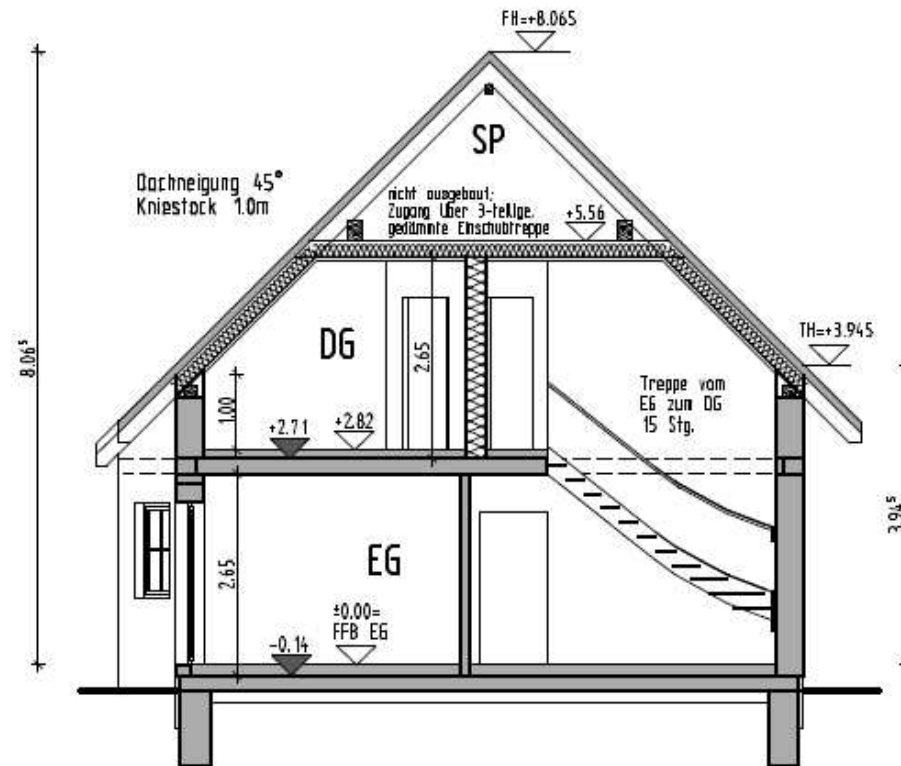 FH=+8.065
SP
Dachneigung 45°
Kniestock 1.0m
nicht ausgebaut;
Zugang über 3-teilige,
gedämmte Einschubtreppe
+5.56
TH=+3.945
8.06⁵
DG
2.65
1.00
Treppe vom
EG zum DG
15 Stg.
+2.71
+2.82
3.94⁵
EG
2.65
±0.00=
FFB EG
-0.14